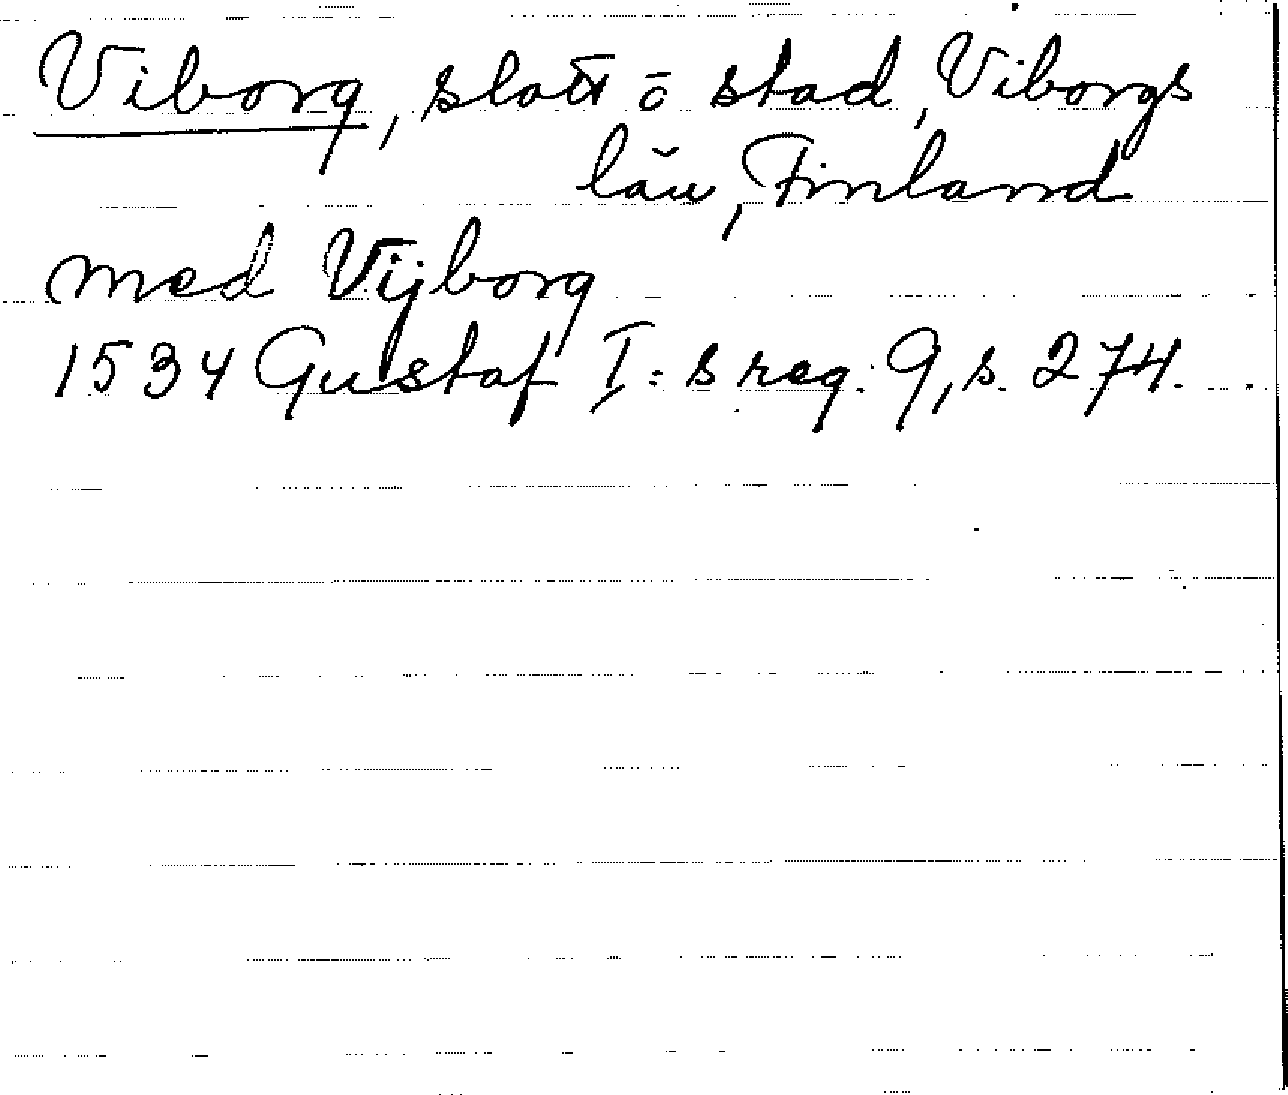 Viborg, slott ō stad, Viborgs
län, Finland
med Vijborg
1534 Gustaf I:s reg. 9, s. 274.